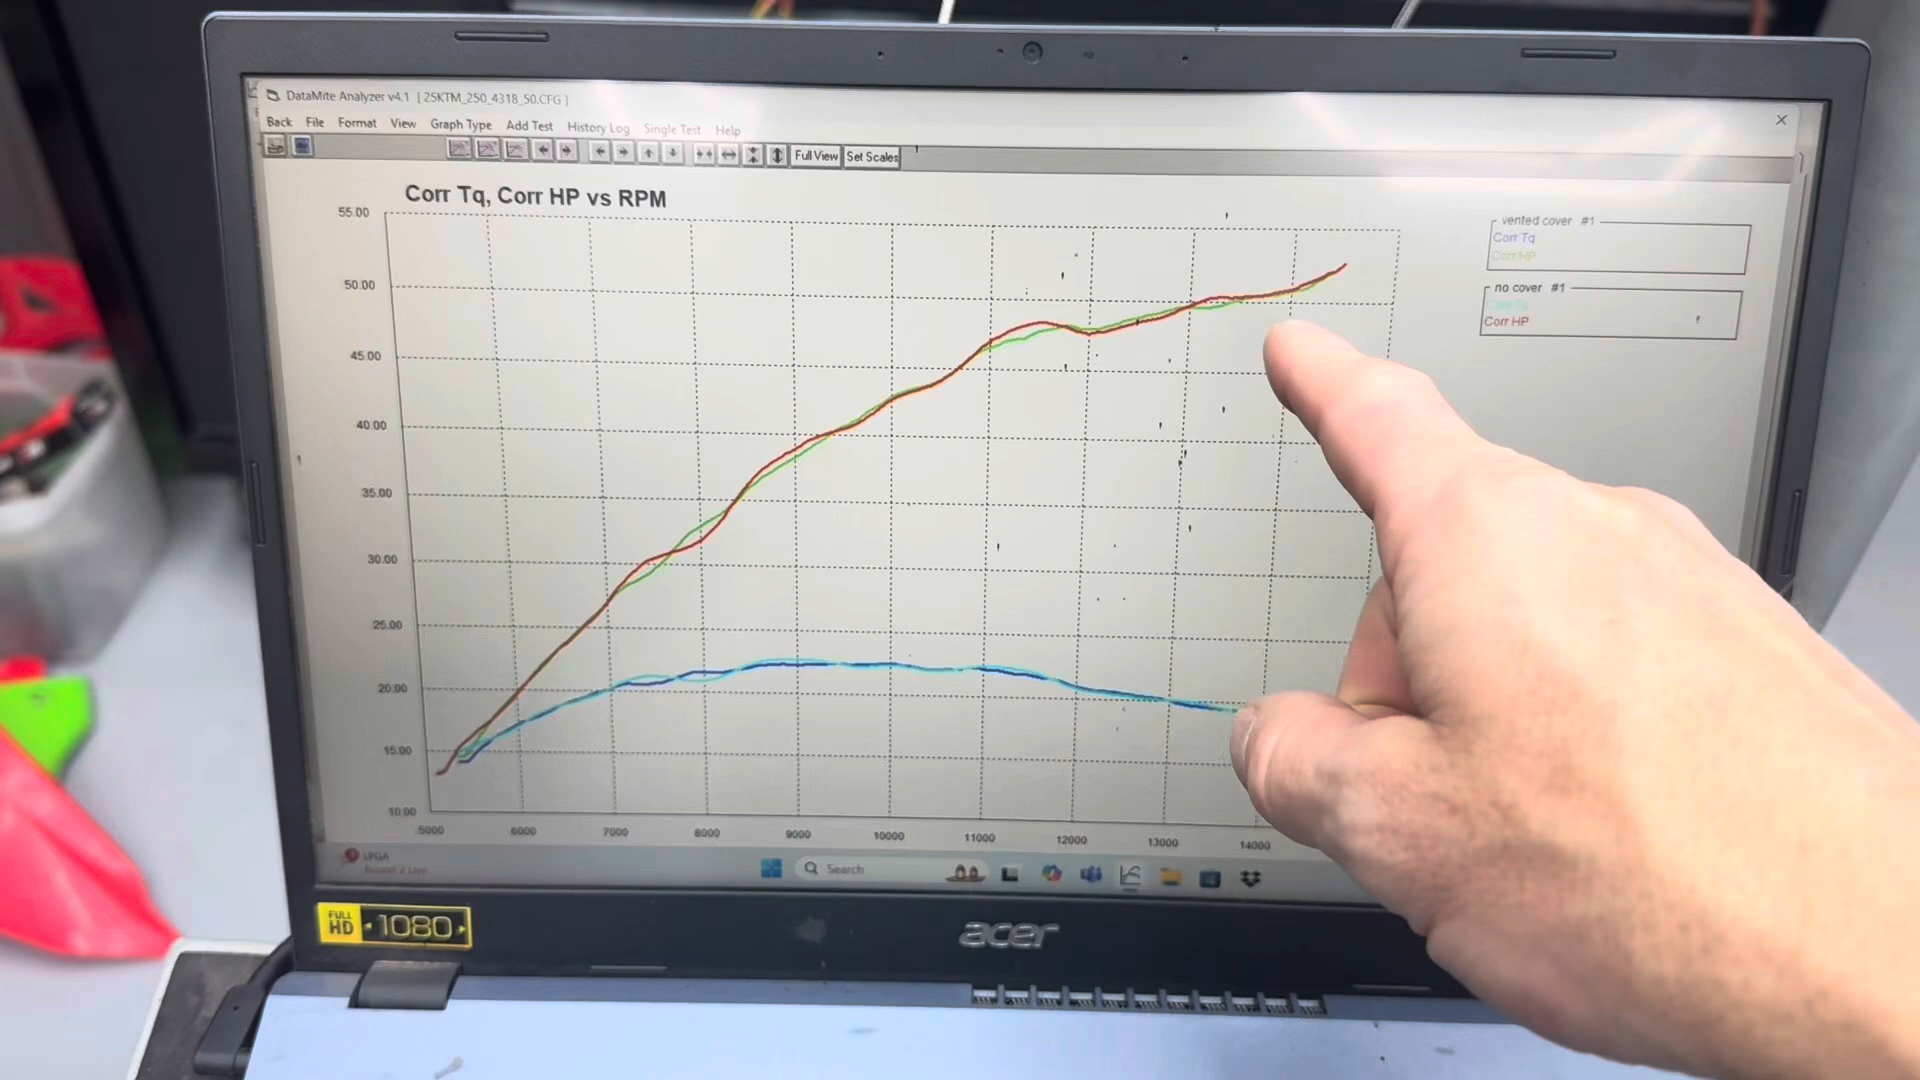 DataMite Analyzer v4.1 [ 25KTM_250_4318_50.CFG ]
Back File Format View Graph Type Add Test History Log Single Test Help
Full View Set Scales
Corr Tq, Corr HP vs RPM
55.00
50.00
45.00
40.00
35.00
30.00
25.00
20.00
15.00
10.00
5000 6000 7000 8000 9000 10000 11000 12000 13000 14000
vented cover #1
Corr Tq
Corr HP
no cover #1
Corr Tq
Corr HP
LPGA
Round 2 Live
Search
FULL HD 1080
acer